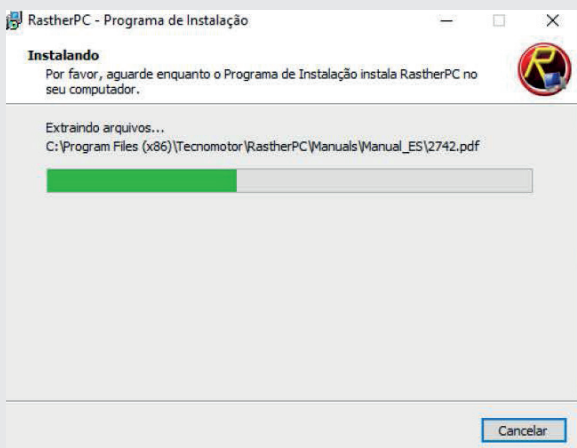 RastherPC - Programa de Instalação
Instalando
Por favor, aguarde enquanto o Programa de Instalação instala RastherPC no
seu computador.
R
Extraindo arquivos...
C:\Program Files (x86)\Tecnomotor\RastherPC\Manuals\Manual_ES\2742.pdf
Cancelar